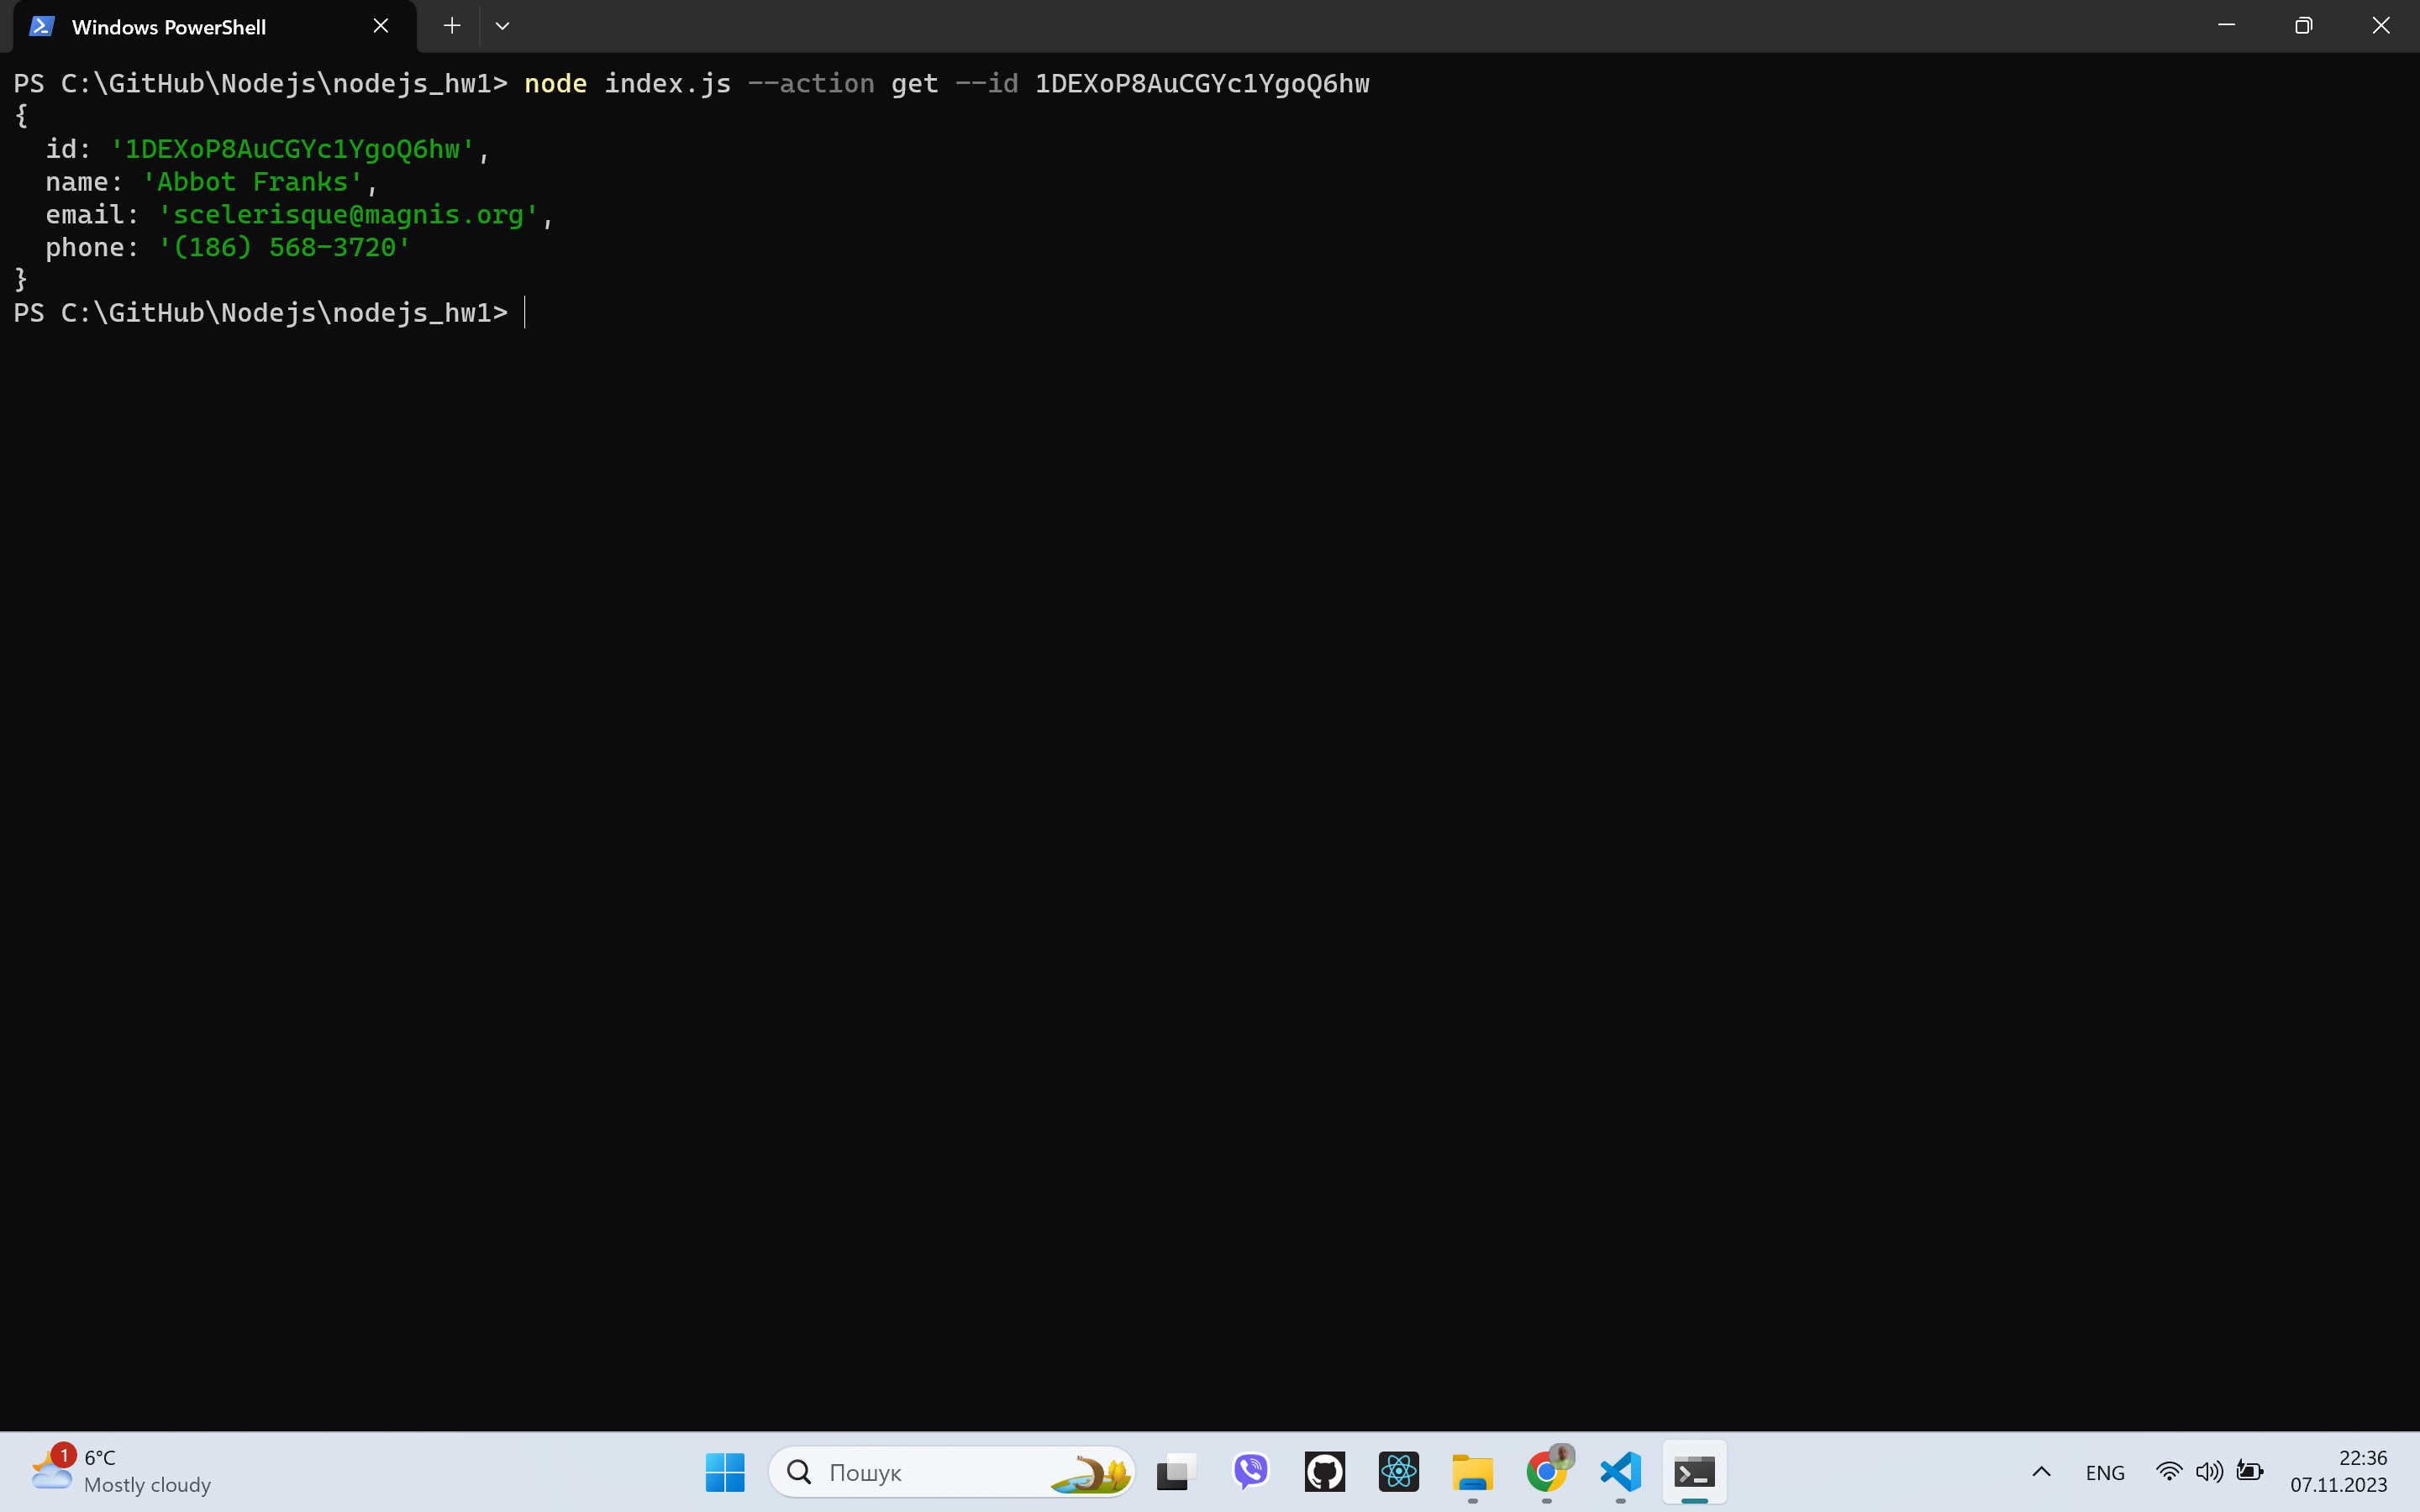 Windows PowerShell
PS C:\GitHub\Nodejs\nodejs_hw1> node index.js --action get --id 1DEXoP8AuCGYc1YgoQ6hw
{
  id: '1DEXoP8AuCGYc1YgoQ6hw',
  name: 'Abbot Franks',
  email: 'scelerisque@magnis.org',
  phone: '(186) 568-3720'
}
PS C:\GitHub\Nodejs\nodejs_hw1>
1
6°C
Mostly cloudy
Пошук
ENG
22:36
07.11.2023